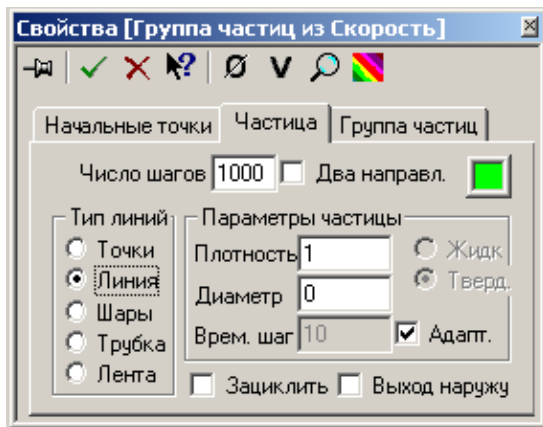 Свойства [Группа частиц из Скорость]
Ø V
Начальные точки Частица Группа частиц
Число шагов 1000 Два направл.
Тип линий Параметры частицы
Точки Плотность 1 Жидк
Линия Диаметр 0 Тверд.
Шары Врем. шаг 10 Адапт.
Трубка
Лента Зациклить Выход наружу